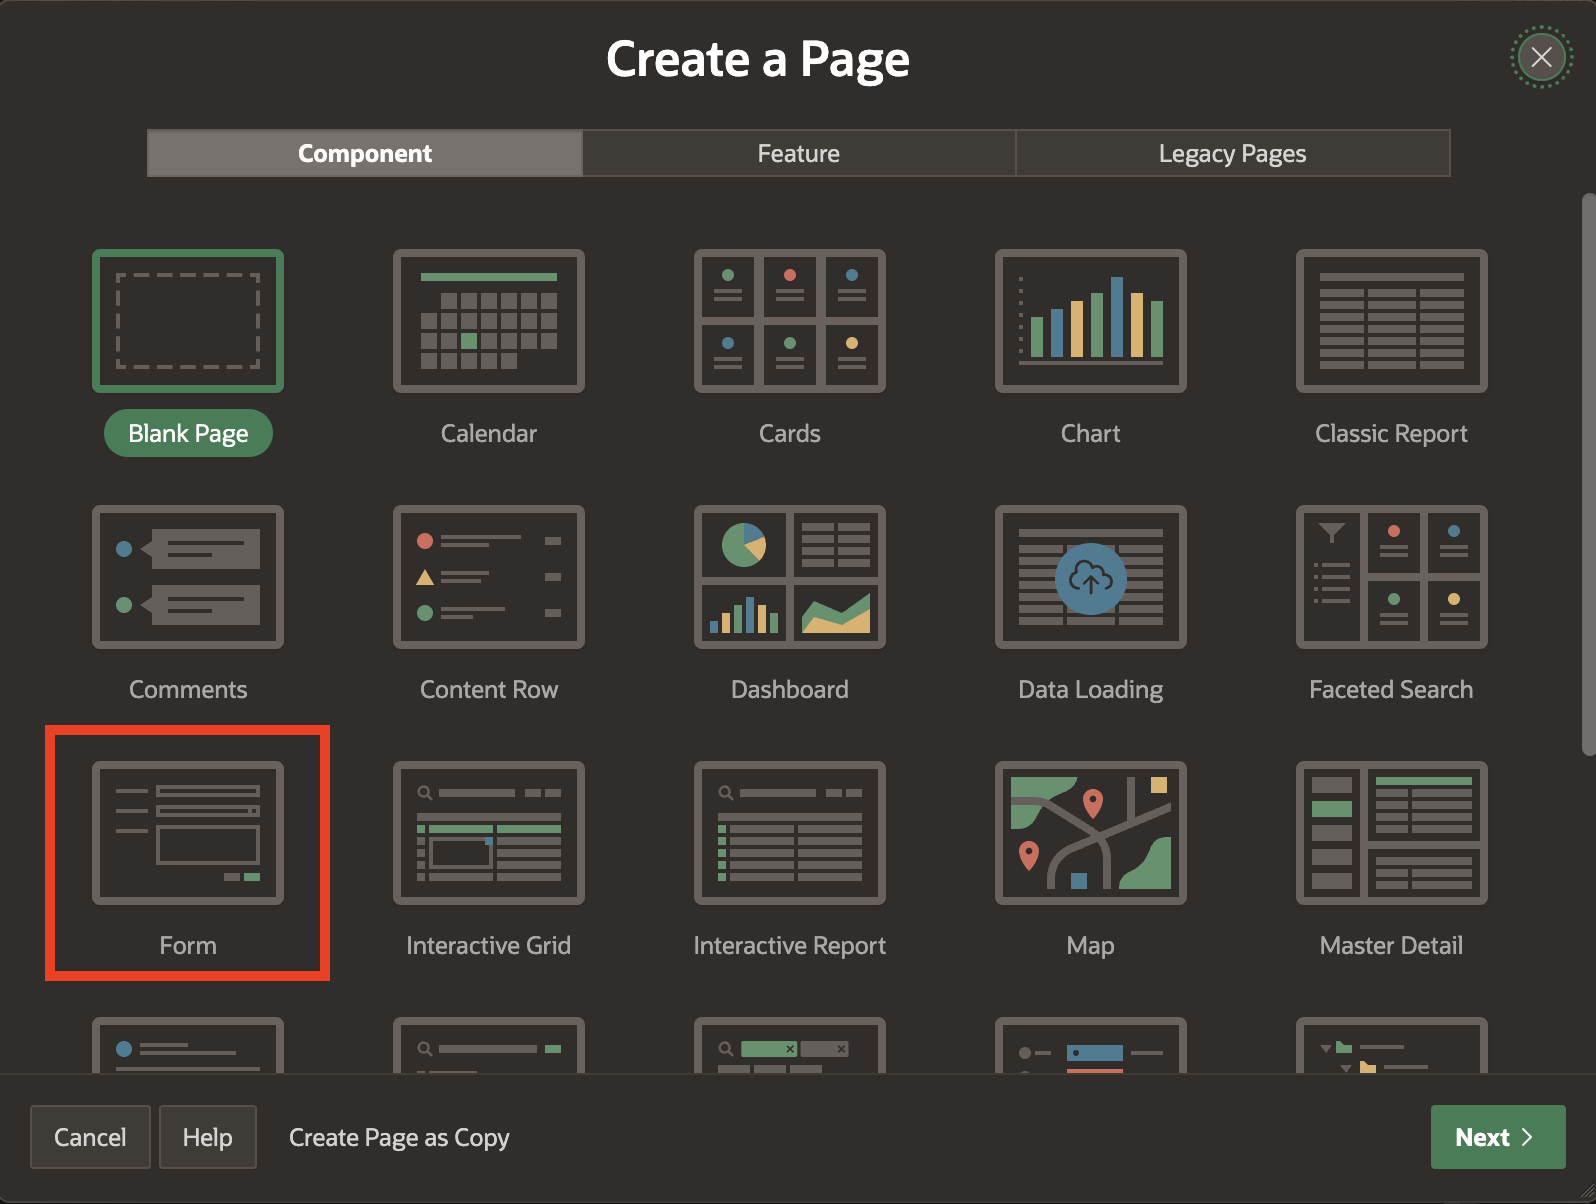 Create a Page
Component
Feature
Legacy Pages
Blank Page
Calendar
Cards
Chart
Classic Report
Comments
Content Row
Dashboard
Data Loading
Faceted Search
Form
Interactive Grid
Interactive Report
Map
Master Detail
Cancel
Help
Create Page as Copy
Next